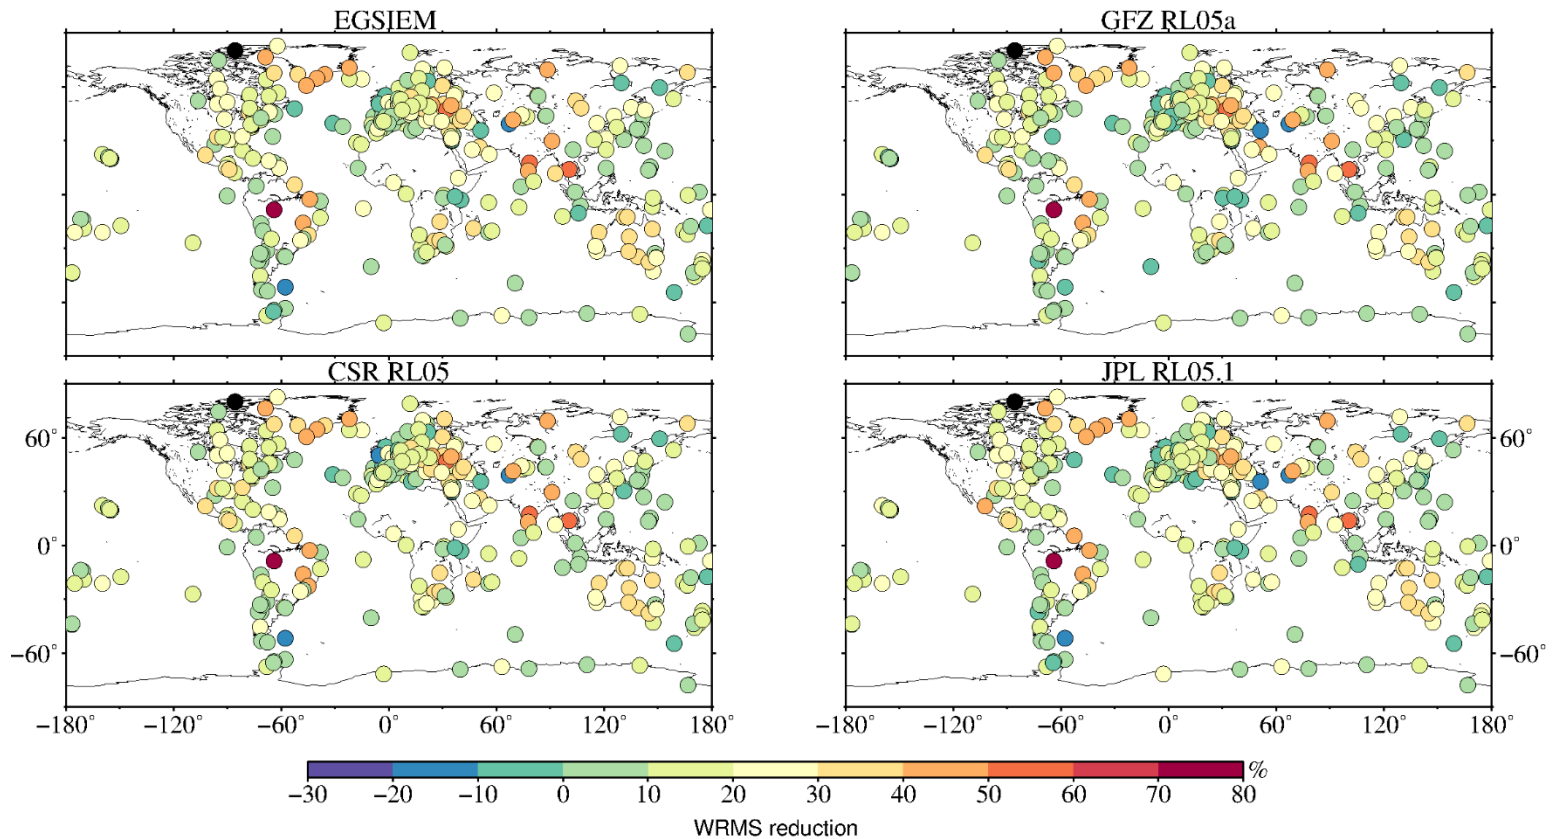 EGSIEM GFZ RL05a
CSR RL05 JPL RL05.1
60° 60°
0° 0°
−60° −60°
−180° −120° −60° 0° 60° 120° 180° −180° −120° −60° 0° 60° 120° 180°
%
−30 −20 −10 0 10 20 30 40 50 60 70 80
WRMS reduction